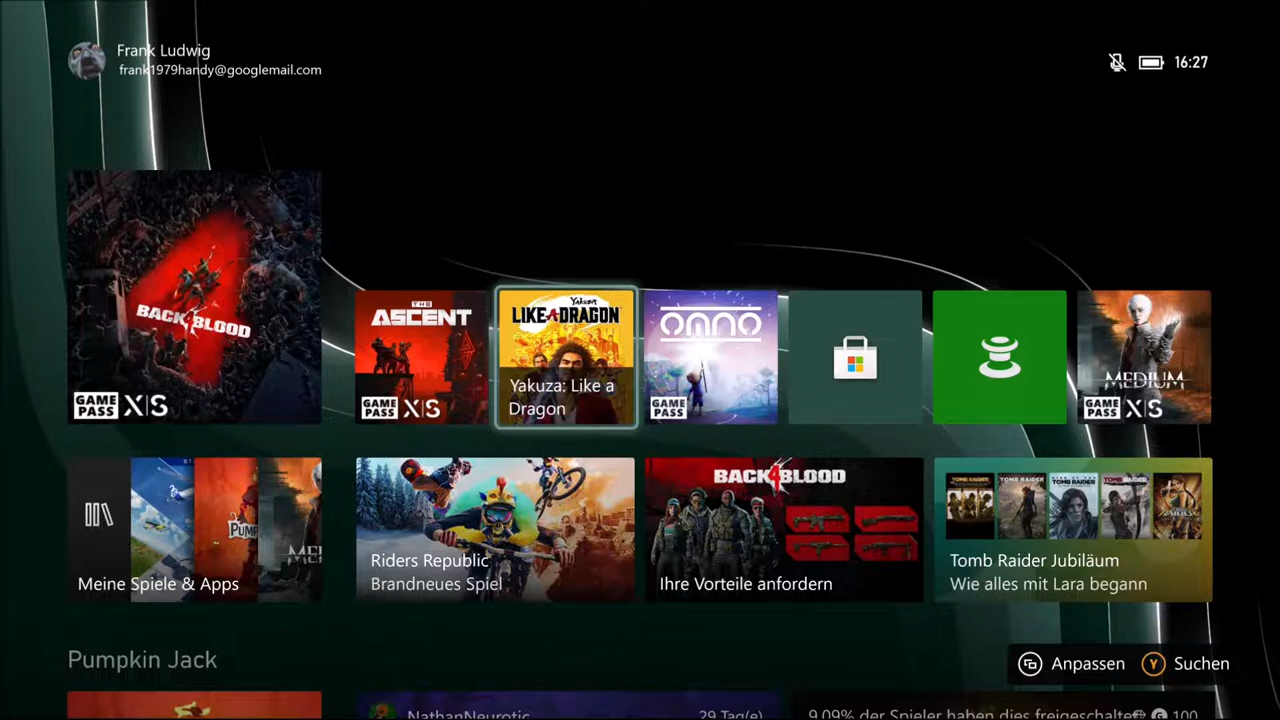 Frank Ludwig
frank1979handy@googlemail.com
16:27
BACK 4 BLOOD
GAME PASS X|S
THE ASCENT
GAME PASS X|S
Yakuza
LIKE A DRAGON
Yakuza: Like a
Dragon
OMNO
GAME PASS
MEDIUM
GAME PASS X|S
Meine Spiele & Apps
Riders Republic
Brandneues Spiel
BACK 4 BLOOD
Ihre Vorteile anfordern
Tomb Raider Jubiläum
Wie alles mit Lara begann
Pumpkin Jack
Anpassen
Y Suchen
NathanNeurotic
29 Tag(e)
9.09% der Spieler haben dies freigeschaltet
G 100